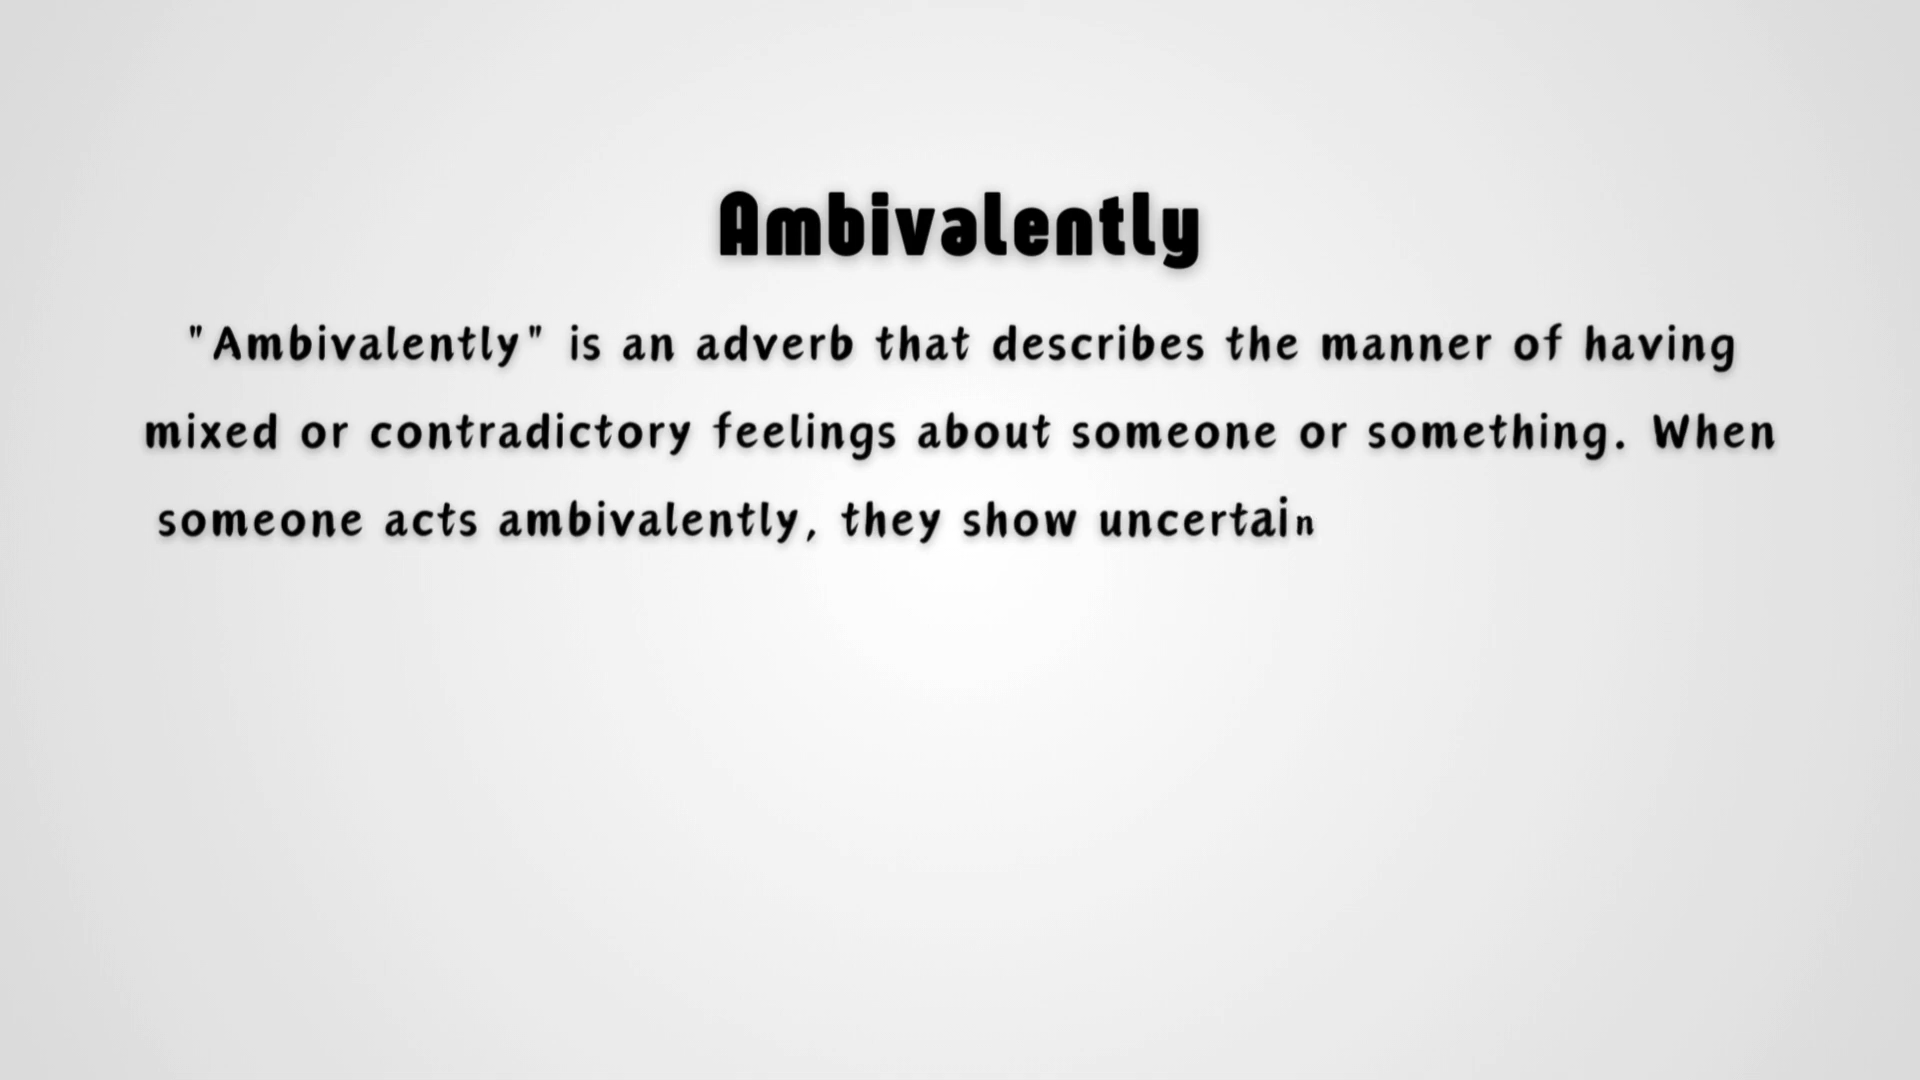 Ambivalently
"Ambivalently" is an adverb that describes the manner of having
mixed or contradictory feelings about someone or something. When
someone acts ambivalently, they show uncertain